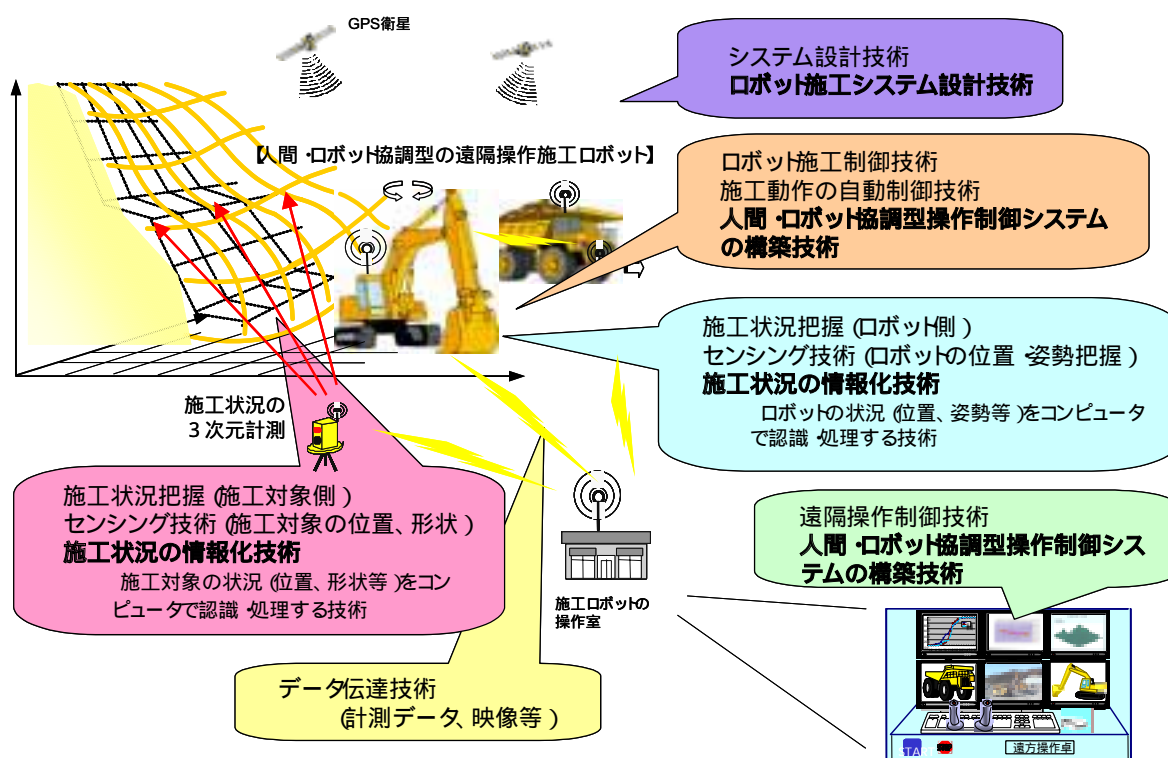 GPS衛星
システム設計技術
ロボット施工システム設計技術
【人間・ロボット協調型の遠隔操作施工ロボット】
ロボット施工制御技術
施工動作の自動制御技術
人間・ロボット協調型操作制御システム
の構築技術
施工状況把握(ロボット側)
センシング技術(ロボットの位置・姿勢把握)
施工状況の情報化技術
ロボットの状況(位置、姿勢等)をコンピュータ
で認識・処理する技術
施工状況の
3次元計測
施工状況把握(施工対象側)
センシング技術(施工対象の位置、形状)
施工状況の情報化技術
施工対象の状況(位置、形状等)をコン
ピュータで認識・処理する技術
遠隔操作制御技術
人間・ロボット協調型操作制御シス
テムの構築技術
施工ロボットの
操作室
データ伝達技術
(計測データ、映像等)
STAR
遠方操作卓